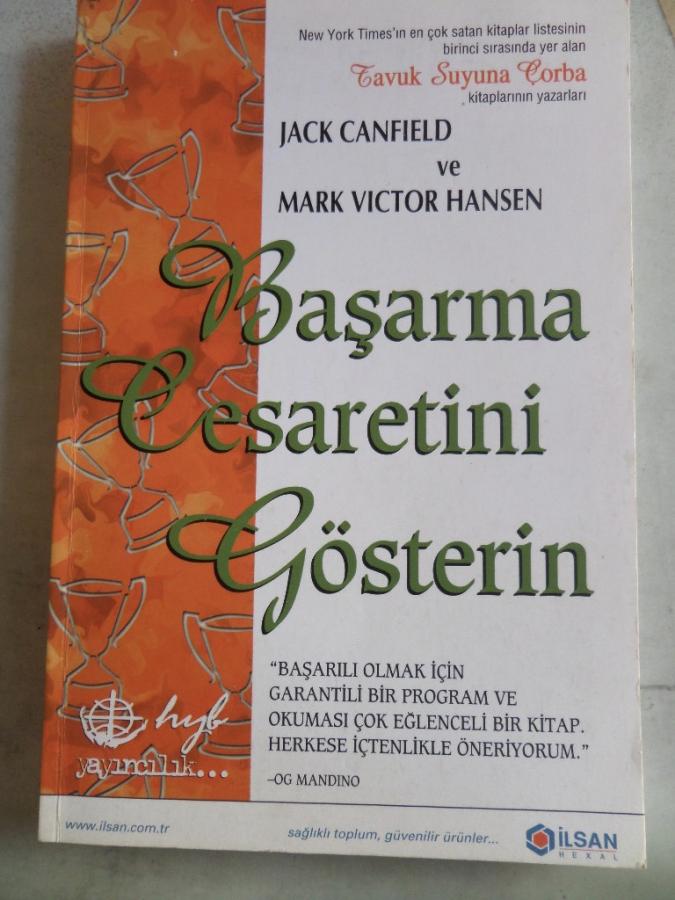 New York Times'ın en çok satan kitaplar listesinin
birinci sırasında yer alan
Tavuk Suyuna Çorba
kitaplarının yazarları
JACK CANFIELD
ve
MARK VICTOR HANSEN
Başarma
Cesaretini
Gösterin
"BAŞARILI OLMAK İÇİN
GARANTİLİ BİR PROGRAM VE
OKUMASI ÇOK EĞLENCELİ BİR KİTAP.
HERKESE İÇTENLİKLE ÖNERİYORUM."
–OG MANDINO
hyb
yayıncılık...
www.ilsan.com.tr
sağlıklı toplum, güvenilir ürünler...
İLSAN
HEXAL